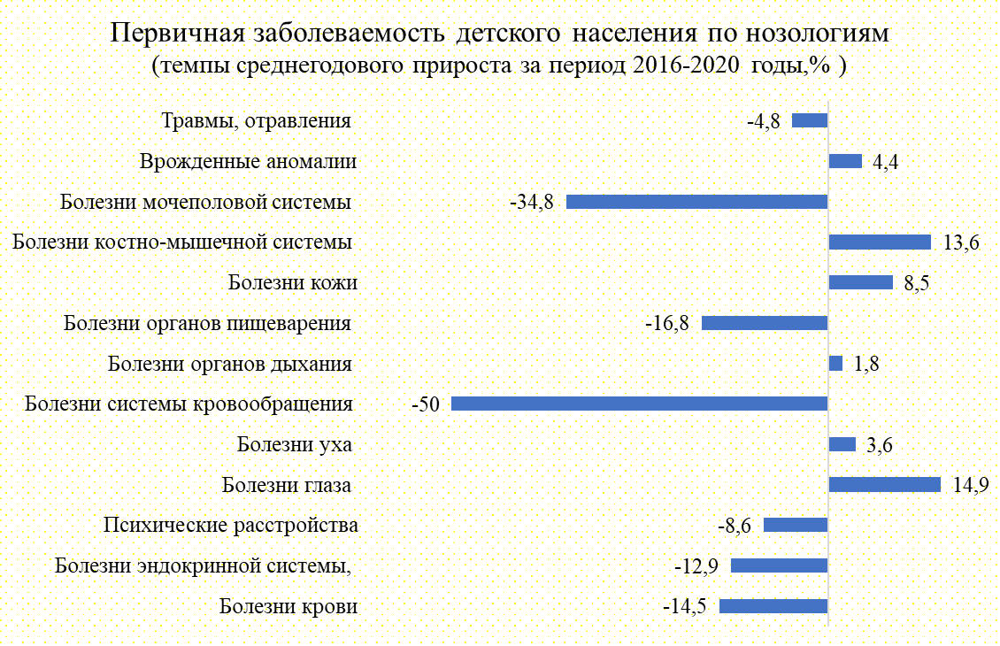 Первичная заболеваемость детского населения по нозологиям
(темпы среднегодового прироста за период 2016-2020 годы,% )
Травмы, отравления -4,8
Врожденные аномалии 4,4
Болезни мочеполовой системы -34,8
Болезни костно-мышечной системы 13,6
Болезни кожи 8,5
Болезни органов пищеварения -16,8
Болезни органов дыхания 1,8
Болезни системы кровообращения -50
Болезни уха 3,6
Болезни глаза 14,9
Психические расстройства -8,6
Болезни эндокринной системы, -12,9
Болезни крови -14,5